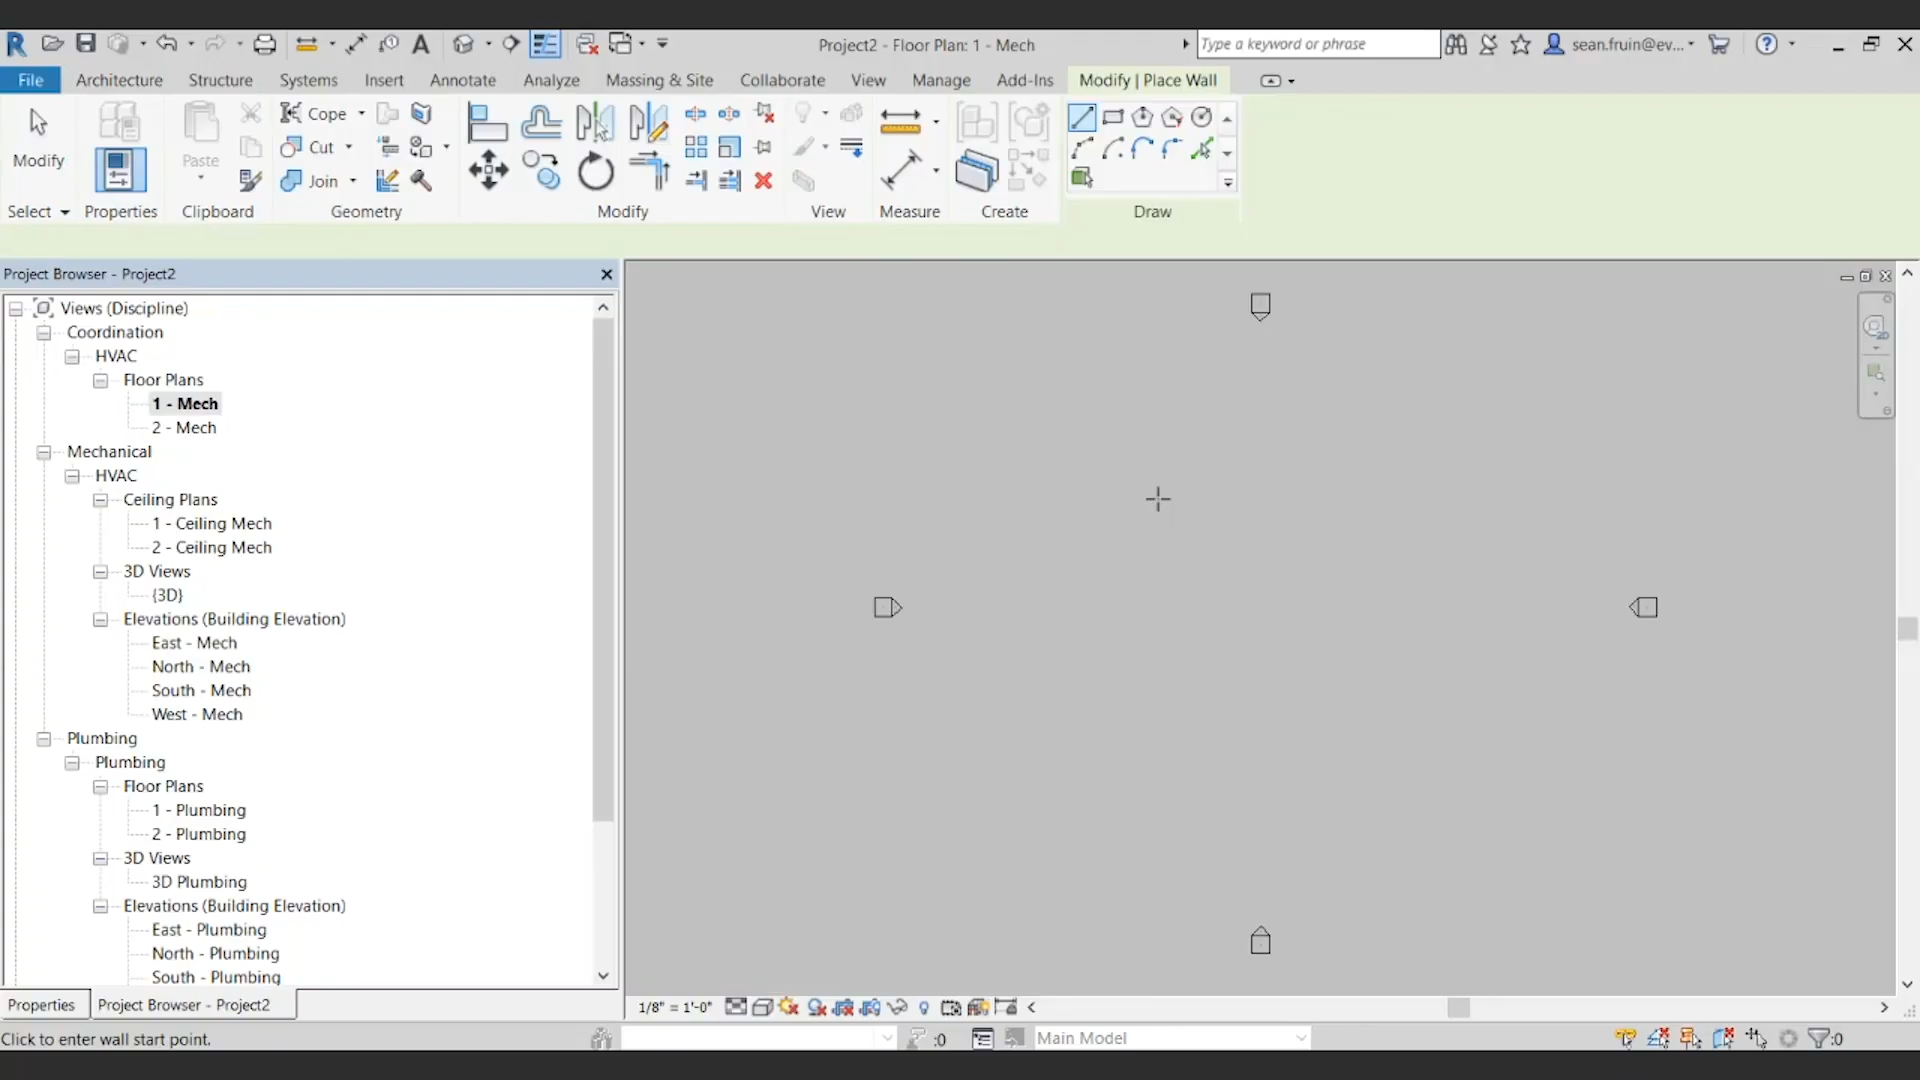 Project2 - Floor Plan: 1 - Mech
Type a keyword or phrase
sean.fruin@ev...
File
Architecture
Structure
Systems
Insert
Annotate
Analyze
Massing & Site
Collaborate
View
Manage
Add-Ins
Modify | Place Wall
Modify
Paste
Cope
Cut
Join
Select
Properties
Clipboard
Geometry
Modify
View
Measure
Create
Draw
Project Browser - Project2
Views (Discipline)
Coordination
HVAC
Floor Plans
1 - Mech
2 - Mech
Mechanical
HVAC
Ceiling Plans
1 - Ceiling Mech
2 - Ceiling Mech
3D Views
{3D}
Elevations (Building Elevation)
East - Mech
North - Mech
South - Mech
West - Mech
Plumbing
Plumbing
Floor Plans
1 - Plumbing
2 - Plumbing
3D Views
3D Plumbing
Elevations (Building Elevation)
East - Plumbing
North - Plumbing
South - Plumbing
Properties
Project Browser - Project2
1/8" = 1'-0"
Click to enter wall start point.
:0
Main Model
:0